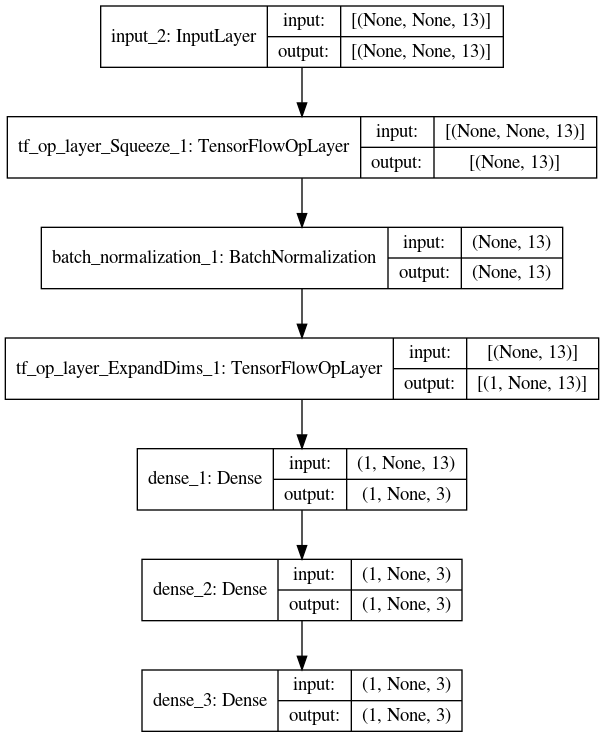 input_2: InputLayer
input: [(None, None, 13)]
output: [(None, None, 13)]
tf_op_layer_Squeeze_1: TensorFlowOpLayer
input: [(None, None, 13)]
output: [(None, 13)]
batch_normalization_1: BatchNormalization
input: (None, 13)
output: (None, 13)
tf_op_layer_ExpandDims_1: TensorFlowOpLayer
input: [(None, 13)]
output: [(1, None, 13)]
dense_1: Dense
input: (1, None, 13)
output: (1, None, 3)
dense_2: Dense
input: (1, None, 3)
output: (1, None, 3)
dense_3: Dense
input: (1, None, 3)
output: (1, None, 3)